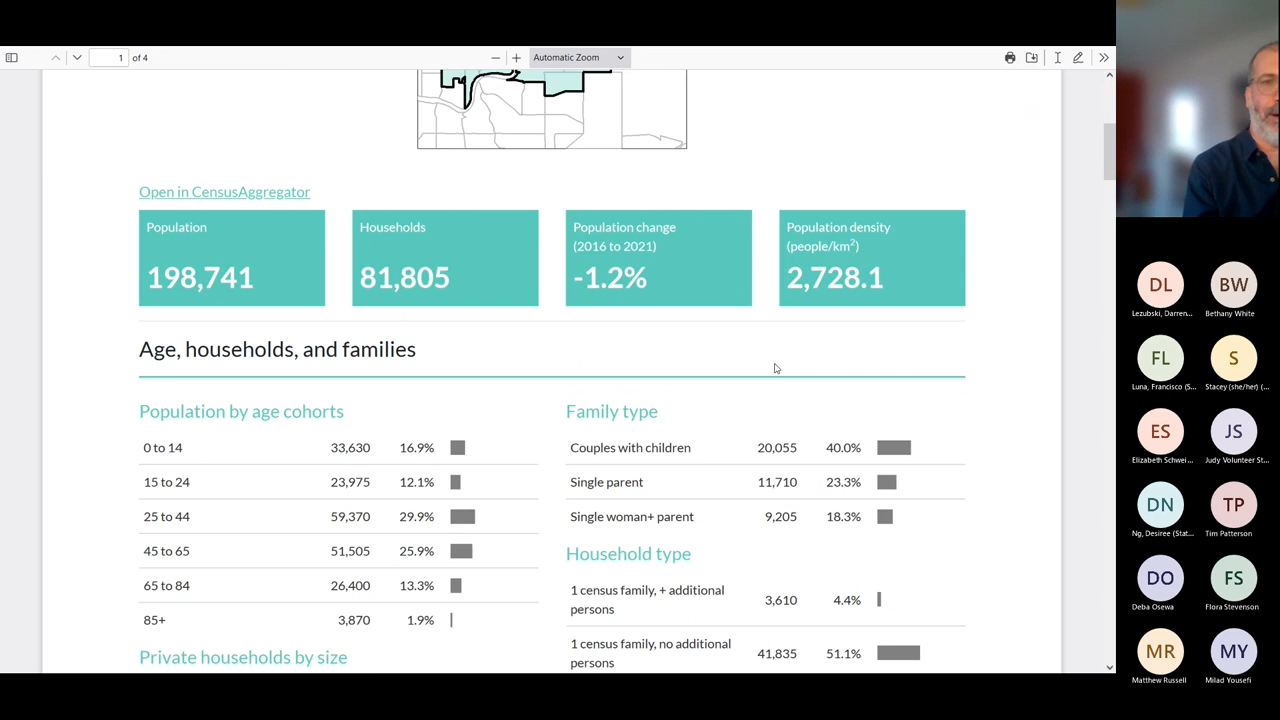 1 of 4
Automatic Zoom
Open in CensusAggregator
Population
198,741
Households
81,805
Population change
(2016 to 2021)
-1.2%
Population density
(people/km²)
2,728.1
Age, households, and families
Population by age cohorts
0 to 14 33,630 16.9%
15 to 24 23,975 12.1%
25 to 44 59,370 29.9%
45 to 65 51,505 25.9%
65 to 84 26,400 13.3%
85+ 3,870 1.9%
Private households by size
Family type
Couples with children 20,055 40.0%
Single parent 11,710 23.3%
Single woman+ parent 9,205 18.3%
Household type
1 census family, + additional
persons 3,610 4.4%
1 census family, no additional
persons 41,835 51.1%
DL
Lezubski, Darren...
BW
Bethany White
FL
Luna, Francisco (S...
S
Stacey (she/her) (...
ES
Elizabeth Schwei...
JS
Judy Volunteer St...
DN
Ng, Desiree (Stat...
TP
Tim Patterson
DO
Deba Osewa
FS
Flora Stevenson
MR
Matthew Russell
MY
Milad Yousefi